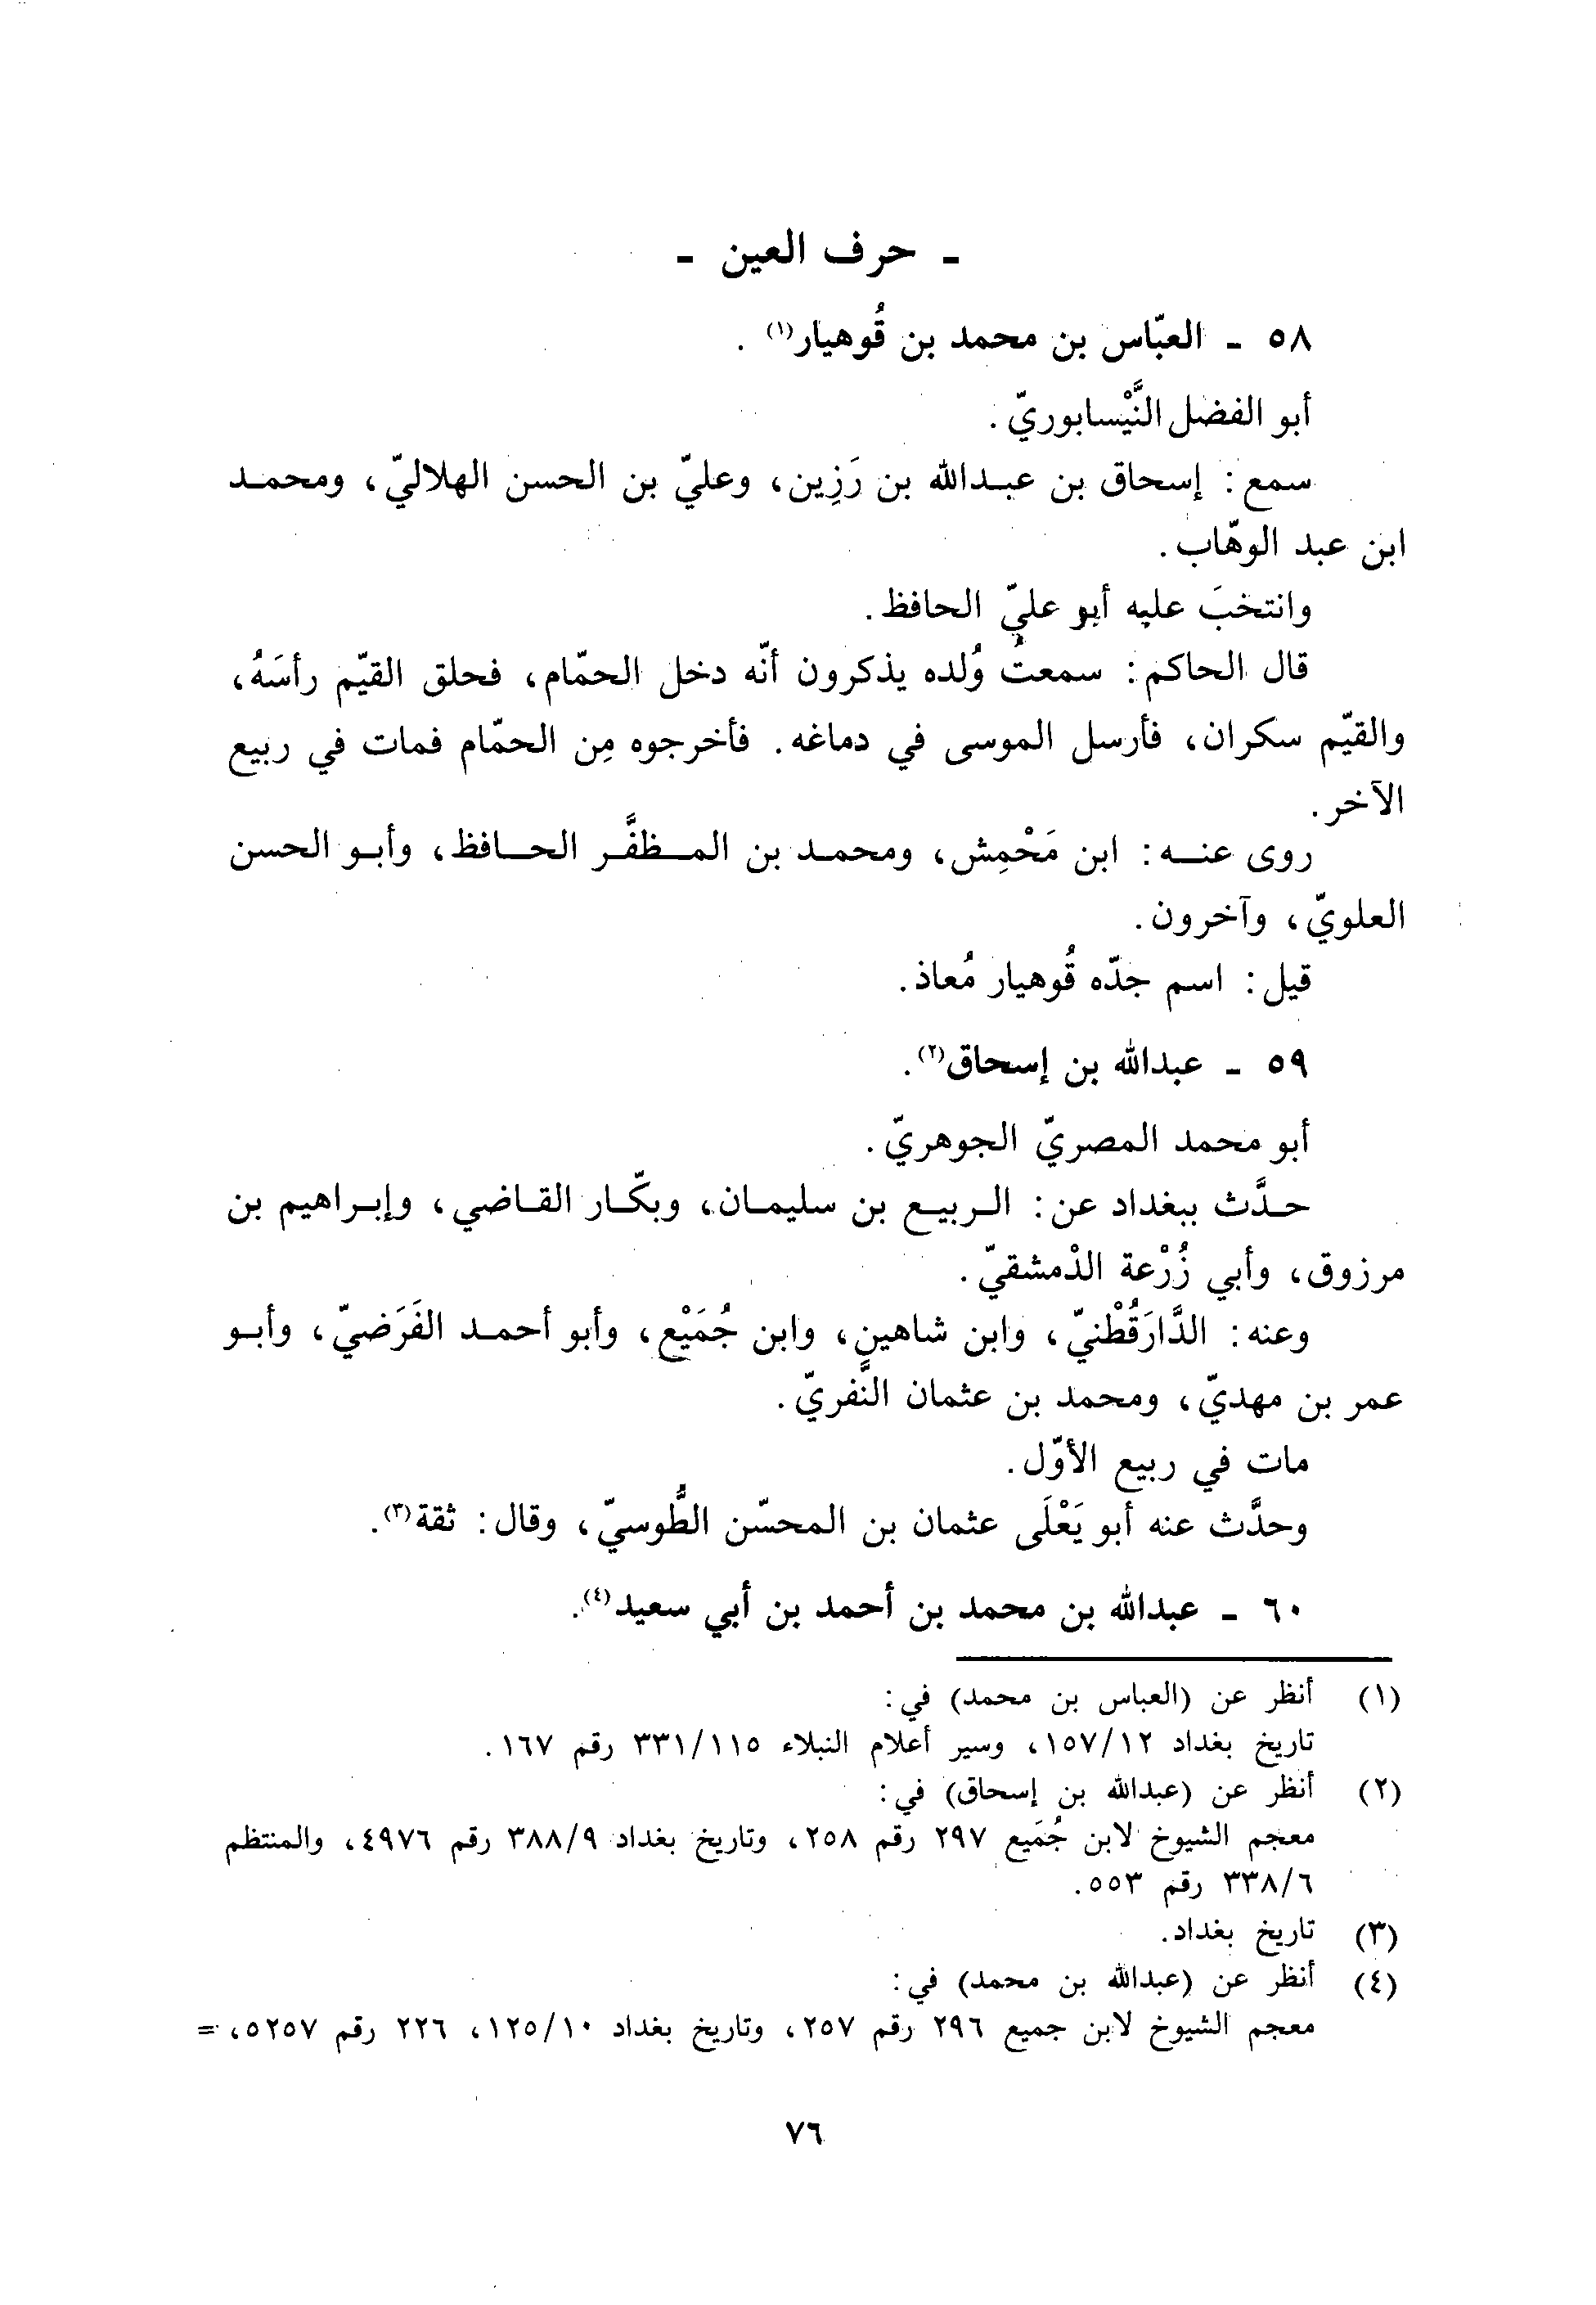 - حرف العين -
٥٨ - العبّاس بن محمد بن قُوهيار(١).
أبو الفضل النَّيْسابوريّ.
سمع: إسحاق بن عبدالله بن رَزِين، وعليّ بن الحسن الهلاليّ، ومحمد
ابن عبد الوهّاب.
وانتخبَ عليه أبو عليّ الحافظ.
قال الحاكم: سمعتُ وُلده يذكرون أنّه دخل الحمّام، فحلق القيّم رأسَهُ،
والقيّم سكران، فأرسل الموسى في دماغه. فأخرجوه مِن الحمّام فمات في ربيع
الآخر.
روى عنه: ابن مَحْمِش، ومحمد بن المظفَّر الحافظ، وأبو الحسن
العلويّ، وآخرون.
قيل: اسم جدّه قُوهيار مُعاذ.
٥٩ - عبدالله بن إسحاق(٢).
أبو محمد المصريّ الجوهريّ.
حدَّث ببغداد عن: الربيع بن سليمان، وبكّار القاضي، وإبراهيم بن
مرزوق، وأبي زُرْعة الدْمشقيّ.
وعنه: الدَّارَقُطْنيّ، وابن شاهين، وابن جُمَيْع، وأبو أحمد الفَرَضيّ، وأبو
عمر بن مهديّ، ومحمد بن عثمان النَّفريّ.
مات في ربيع الأوّل.
وحدَّث عنه أبو يَعْلَى عثمان بن المحسّن الطُّوسيّ، وقال: ثقة(٣).
٦٠ - عبدالله بن محمد بن أحمد بن أبي سعيد(٤).
(١) أنظر عن (العباس بن محمد) في:
تاريخ بغداد ١٥٧/١٢، وسير أعلام النبلاء ٣٣١/١١٥ رقم ١٦٧.
(٢) أنظر عن (عبدالله بن إسحاق) في:
معجم الشيوخ لابن جُمَيع ٢٩٧ رقم ٢٥٨، وتاريخ بغداد ٣٨٨/٩ رقم ٤٩٧٦، والمنتظم
٣٣٨/٦ رقم ٥٥٣.
(٣) تاريخ بغداد.
(٤) أنظر عن (عبدالله بن محمد) في:
معجم الشيوخ لابن جميع ٢٩٦ رقم ٢٥٧، وتاريخ بغداد ١٢٥/١٠، ٢٢٦ رقم ٥٢٥٧، =
٧٦